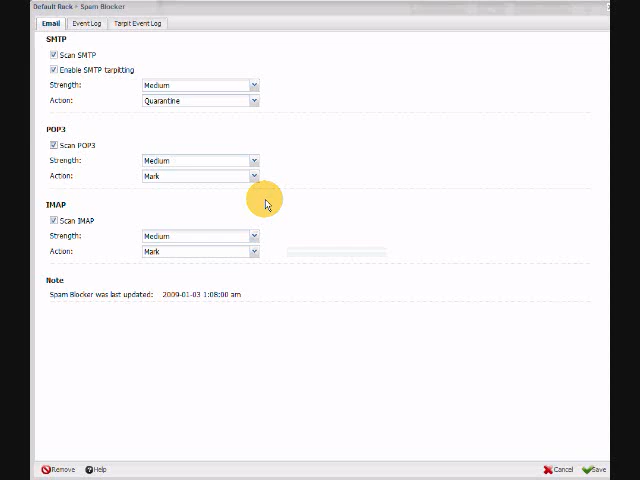 Default Rack ▸ Spam Blocker
Email Event Log Tarpit Event Log
SMTP
Scan SMTP
Enable SMTP tarpitting
Strength: Medium
Action: Quarantine
POP3
Scan POP3
Strength: Medium
Action: Mark
IMAP
Scan IMAP
Strength: Medium
Action: Mark
Note
Spam Blocker was last updated: 2009-01-03 1:08:00 am
Remove Help Cancel Save